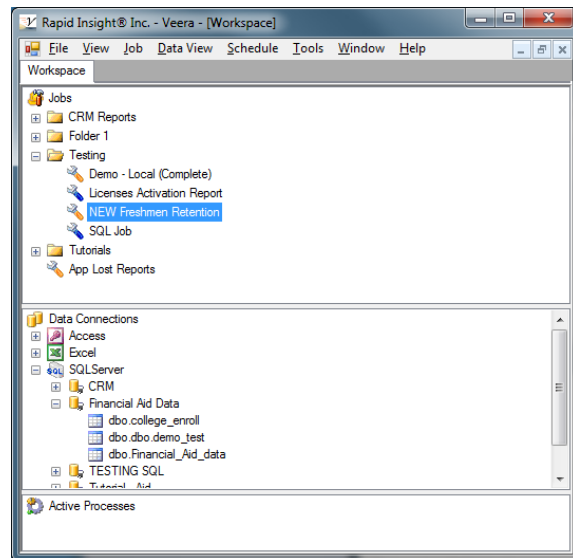 Rapid Insight® Inc. - Veera - [Workspace]
File View Job Data View Schedule Tools Window Help
Workspace
Jobs
CRM Reports
Folder 1
Testing
Demo - Local (Complete)
Licenses Activation Report
NEW Freshmen Retention
SQL Job
Tutorials
App Lost Reports
Data Connections
Access
Excel
SQLServer
CRM
Financial Aid Data
dbo.college_enroll
dbo.dbo.demo_test
dbo.Financial_Aid_data
TESTING SQL
Tutorial_Aid
Active Processes